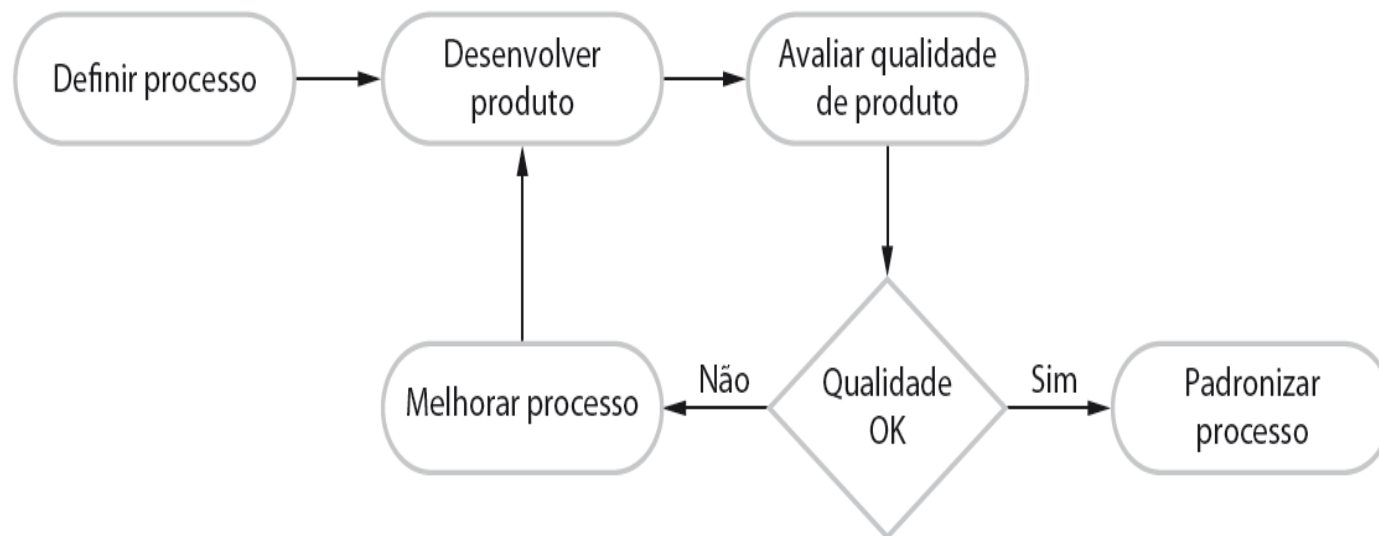 Definir processo
Desenvolver
produto
Avaliar qualidade
de produto
Melhorar processo
Não
Qualidade
OK
Sim
Padronizar
processo